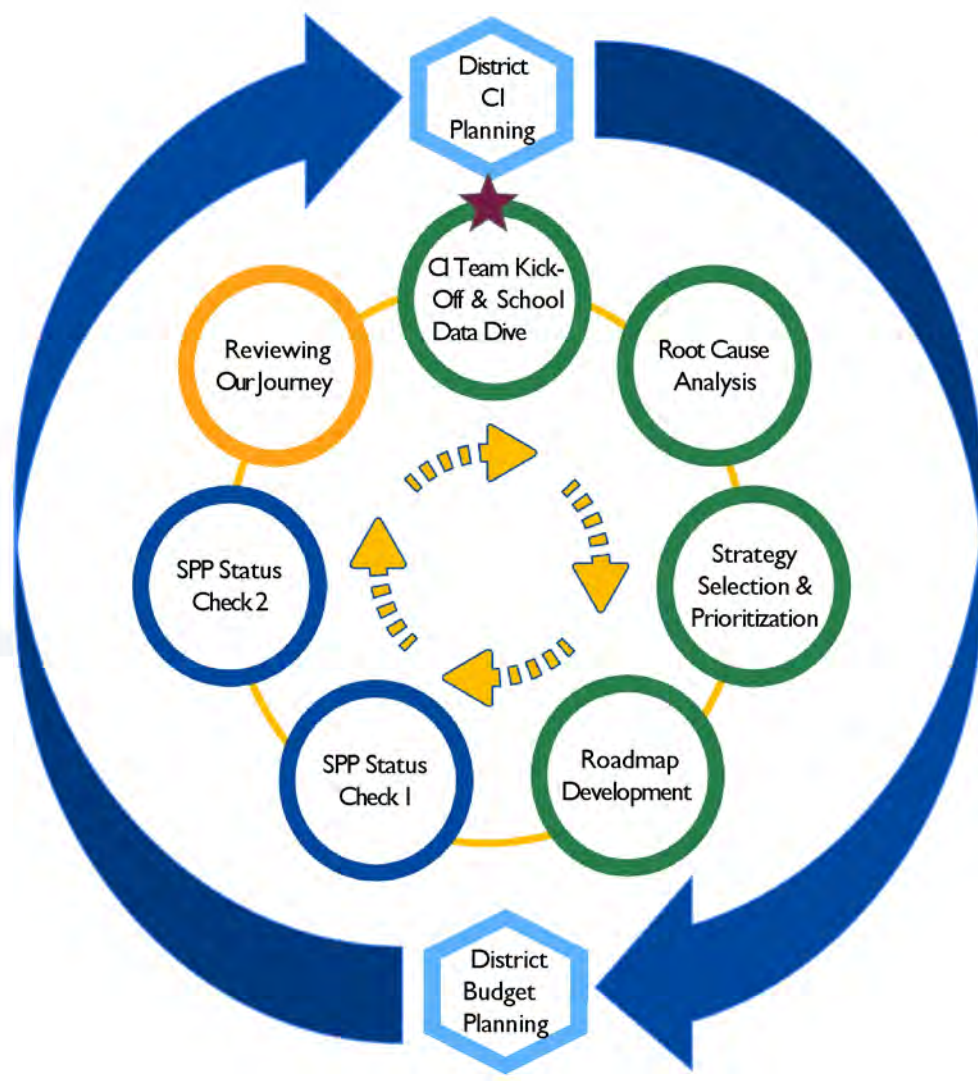 District
CI
Planning
CI Team Kick-
Off & School
Data Dive
Root Cause
Analysis
Strategy
Selection &
Prioritization
Roadmap
Development
SPP Status
Check 1
SPP Status
Check 2
Reviewing
Our Journey
District
Budget
Planning